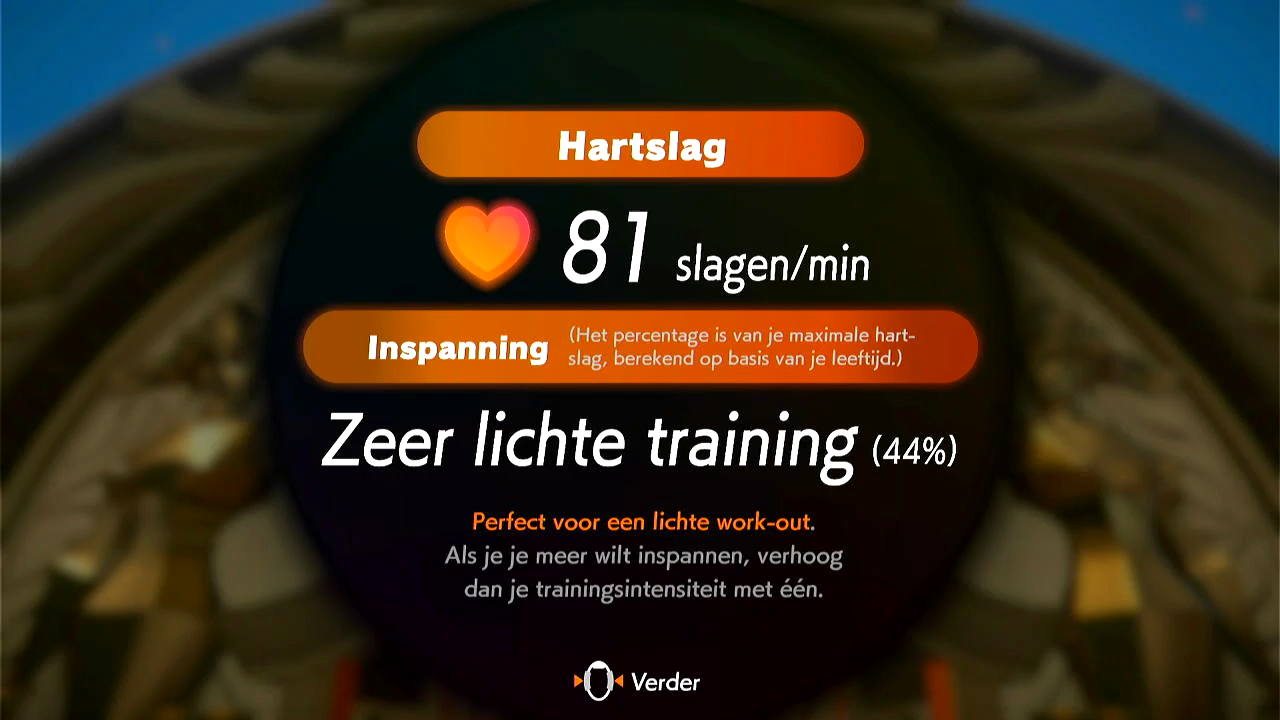 Hartslag
81 slagen/min
Inspanning
(Het percentage is van je maximale hart-
slag, berekend op basis van je leeftijd.)
Zeer lichte training (44%)
Perfect voor een lichte work-out.
Als je je meer wilt inspannen, verhoog
dan je trainingsintensiteit met één.
Verder